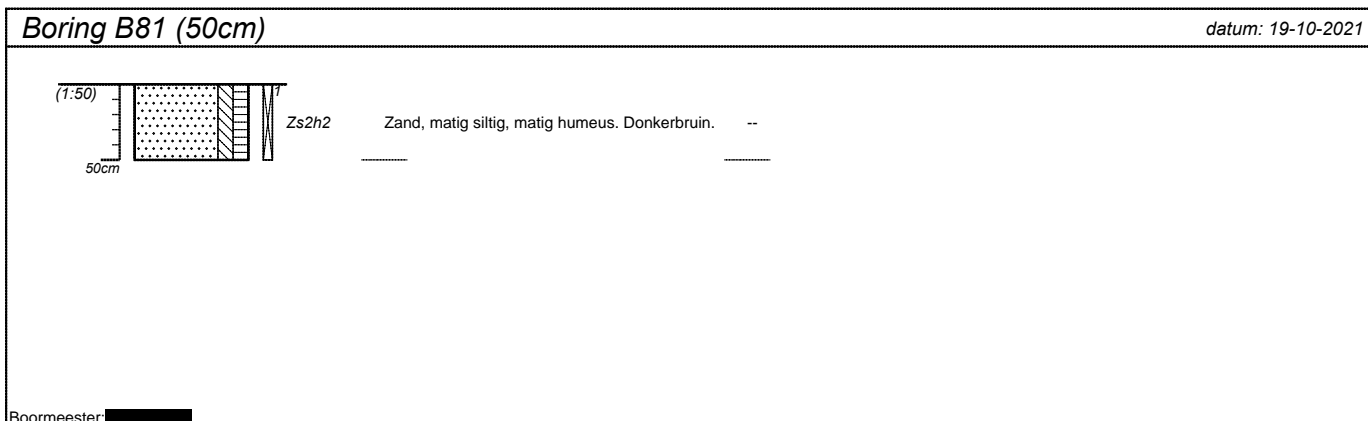 Boring B81 (50cm) datum: 19-10-2021
(1:50) 1
Zs2h2 Zand, matig siltig, matig humeus. Donkerbruin. --
50cm
Boormeester: